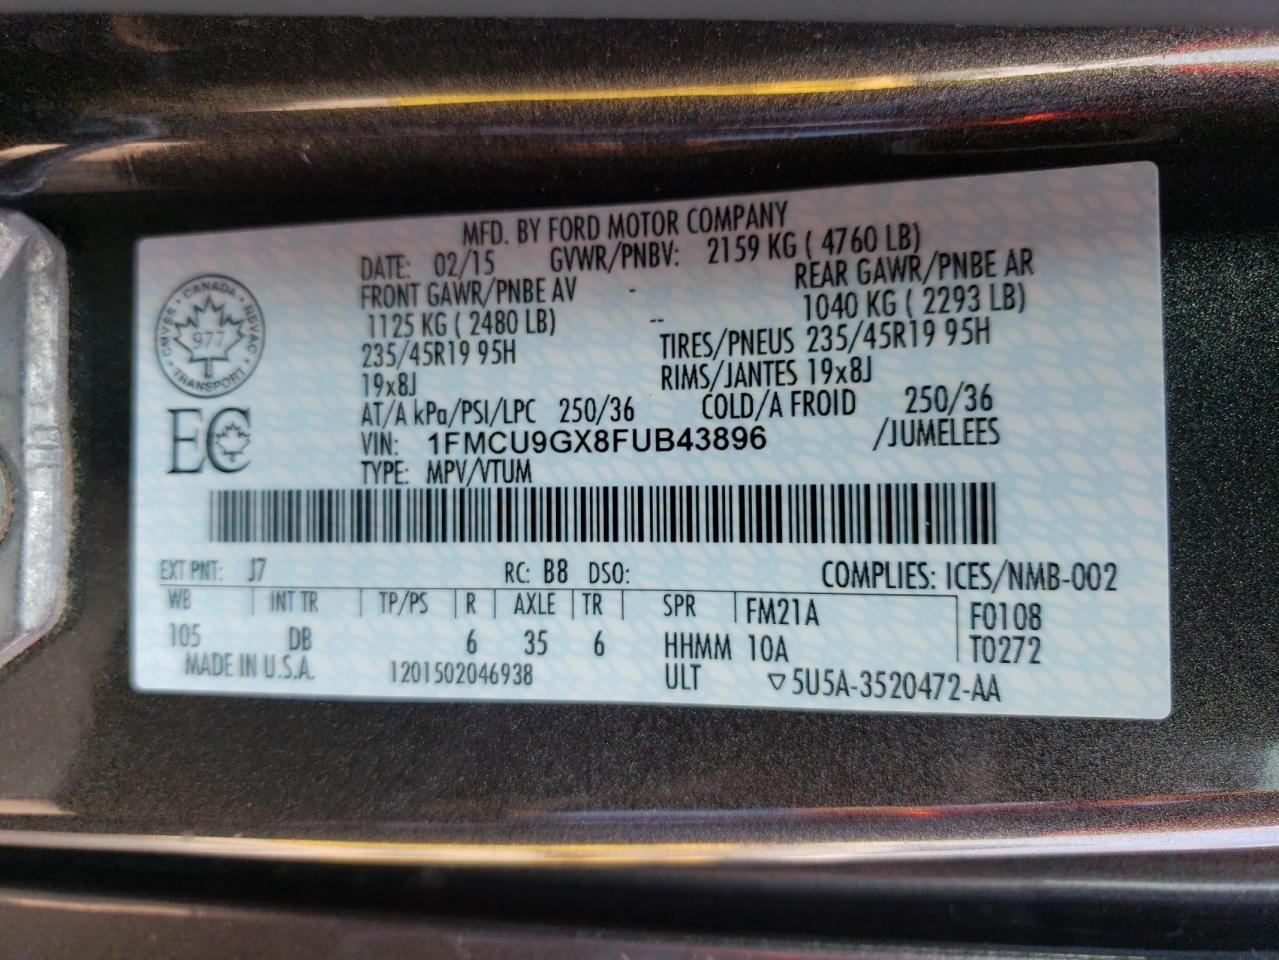 MFD. BY FORD MOTOR COMPANY
DATE: 02/15 GVWR/PNBV: 2159 KG ( 4760 LB)
FRONT GAWR/PNBE AV - REAR GAWR/PNBE AR
1125 KG ( 2480 LB) -- 1040 KG ( 2293 LB)
235/45R19 95H TIRES/PNEUS 235/45R19 95H
19x8J RIMS/JANTES 19x8J
AT/A kPa/PSI/LPC 250/36 COLD/A FROID 250/36
VIN: 1FMCU9GX8FUB43896 /JUMELEES
TYPE: MPV/VTUM
CANADA
CMVSS • NSVAC
977
TRANSPORT
EC
EXT PNT: J7 RC: B8 DSO: COMPLIES: ICES/NMB-002
WB INT TR TP/PS R AXLE TR SPR FM21A F0108
105 DB 6 35 6 HHMM 10A T0272
MADE IN U.S.A. 1201502046938 ULT ▽5U5A-3520472-AA